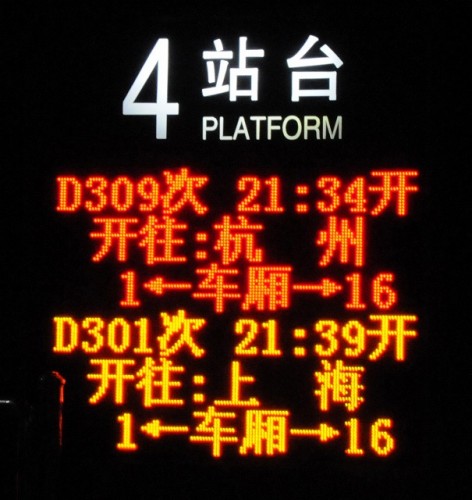 4 站台
PLATFORM
D309次 21:34开
开往:杭 州
1←车厢→16
D301次 21:39开
开往:上 海
1←车厢→16